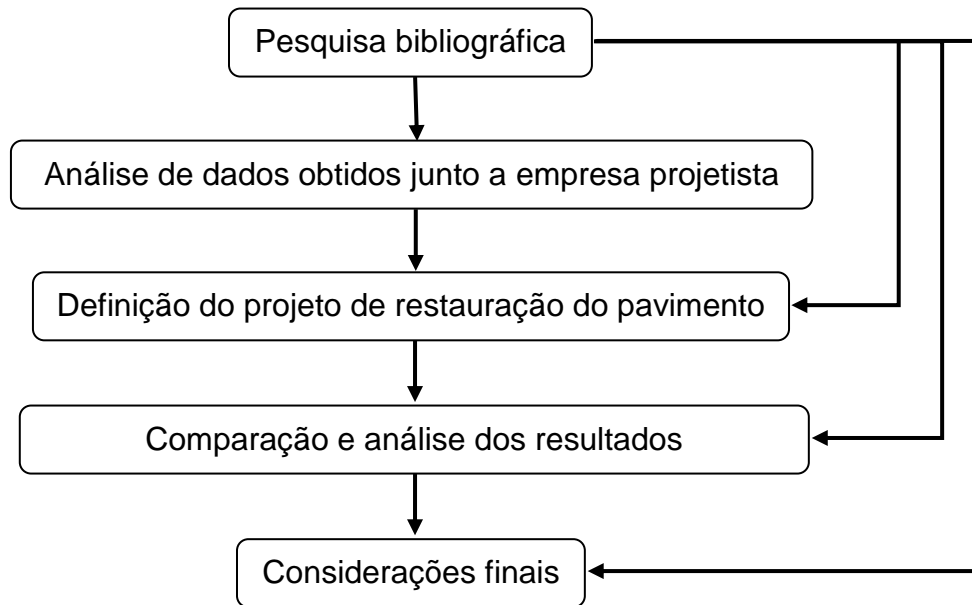 Pesquisa bibliográfica
Análise de dados obtidos junto a empresa projetista
Definição do projeto de restauração do pavimento
Comparação e análise dos resultados
Considerações finais